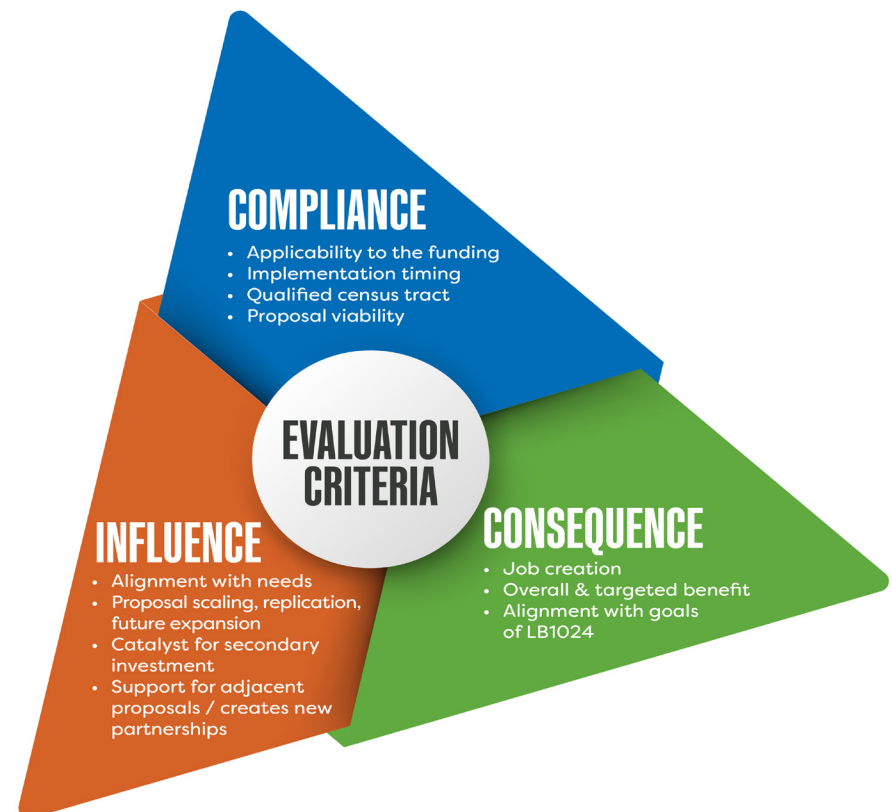 COMPLIANCE
• Applicability to the funding
• Implementation timing
• Qualified census tract
• Proposal viability
EVALUATION
CRITERIA
INFLUENCE
• Alignment with needs
• Proposal scaling, replication,
future expansion
• Catalyst for secondary
investment
• Support for adjacent
proposals / creates new
partnerships
CONSEQUENCE
• Job creation
• Overall & targeted benefit
• Alignment with goals
of LB1024